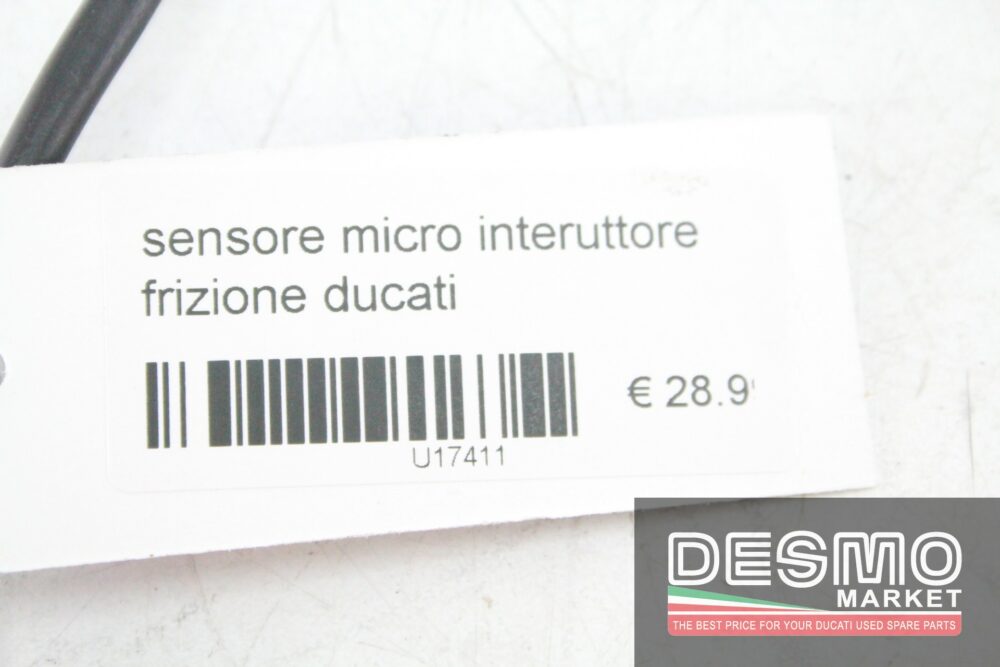 sensore micro interuttore
frizione ducati
€ 28.9
U17411
DESMO
MARKET
THE BEST PRICE FOR YOUR DUCATI USED SPARE PARTS